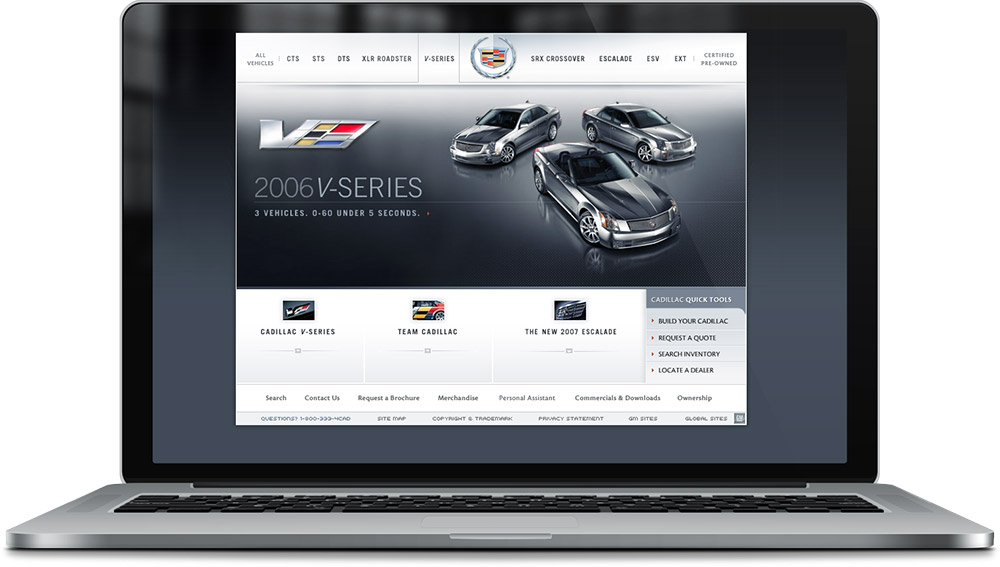 ALL VEHICLES
CTS
STS
DTS
XLR ROADSTER
V-SERIES
SRX CROSSOVER
ESCALADE
ESV
EXT
CERTIFIED PRE-OWNED
2006 V-SERIES
3 VEHICLES. 0-60 UNDER 5 SECONDS.
CADILLAC V-SERIES
TEAM CADILLAC
THE NEW 2007 ESCALADE
CADILLAC QUICK TOOLS
BUILD YOUR CADILLAC
REQUEST A QUOTE
SEARCH INVENTORY
LOCATE A DEALER
Search
Contact Us
Request a Brochure
Merchandise
Personal Assistant
Commercials & Downloads
Ownership
QUESTIONS? 1-800-333-4CAD
SITE MAP
COPYRIGHT & TRADEMARK
PRIVACY STATEMENT
GM SITES
GLOBAL SITES
GM